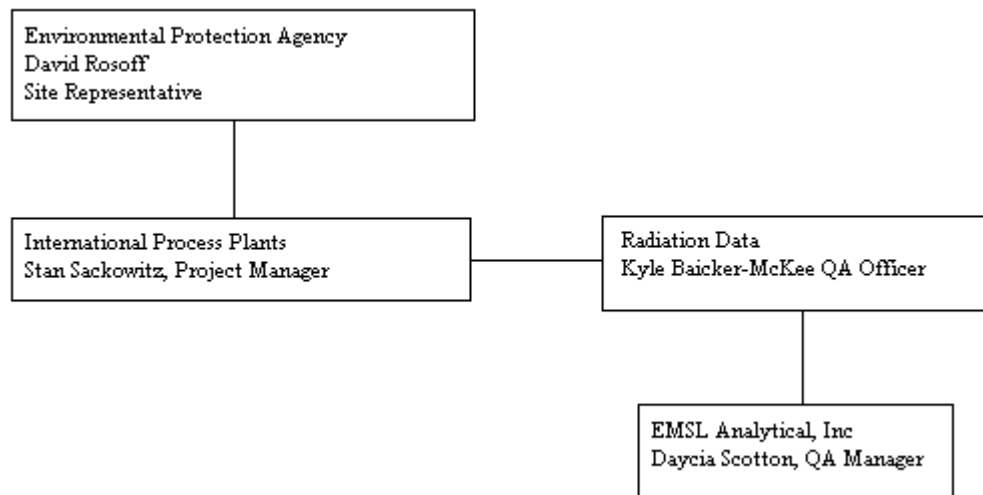 Environmental Protection Agency
David Rosoff
Site Representative
International Process Plants
Stan Sackowitz, Project Manager
Radiation Data
Kyle Baicker-McKee QA Officer
EMSL Analytical, Inc
Daycia Scotton, QA Manager